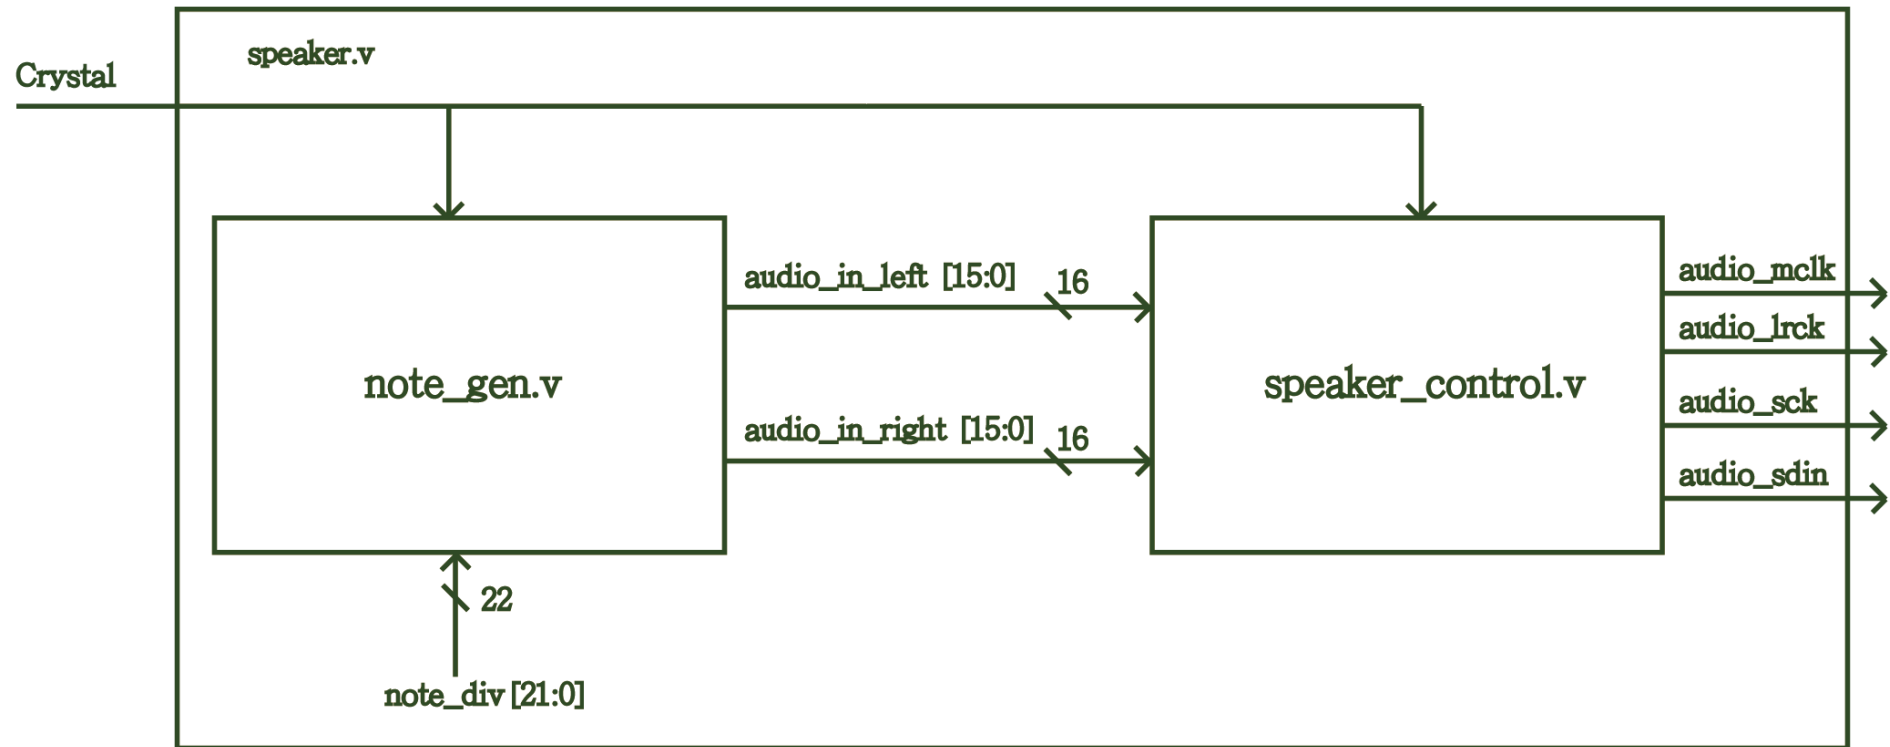 speaker.v
Crystal
audio_in_left [15:0]
16
audio_mclk
audio_lrck
note_gen.v
speaker_control.v
audio_sck
audio_in_right [15:0]
16
audio_sdin
22
note_div [21:0]